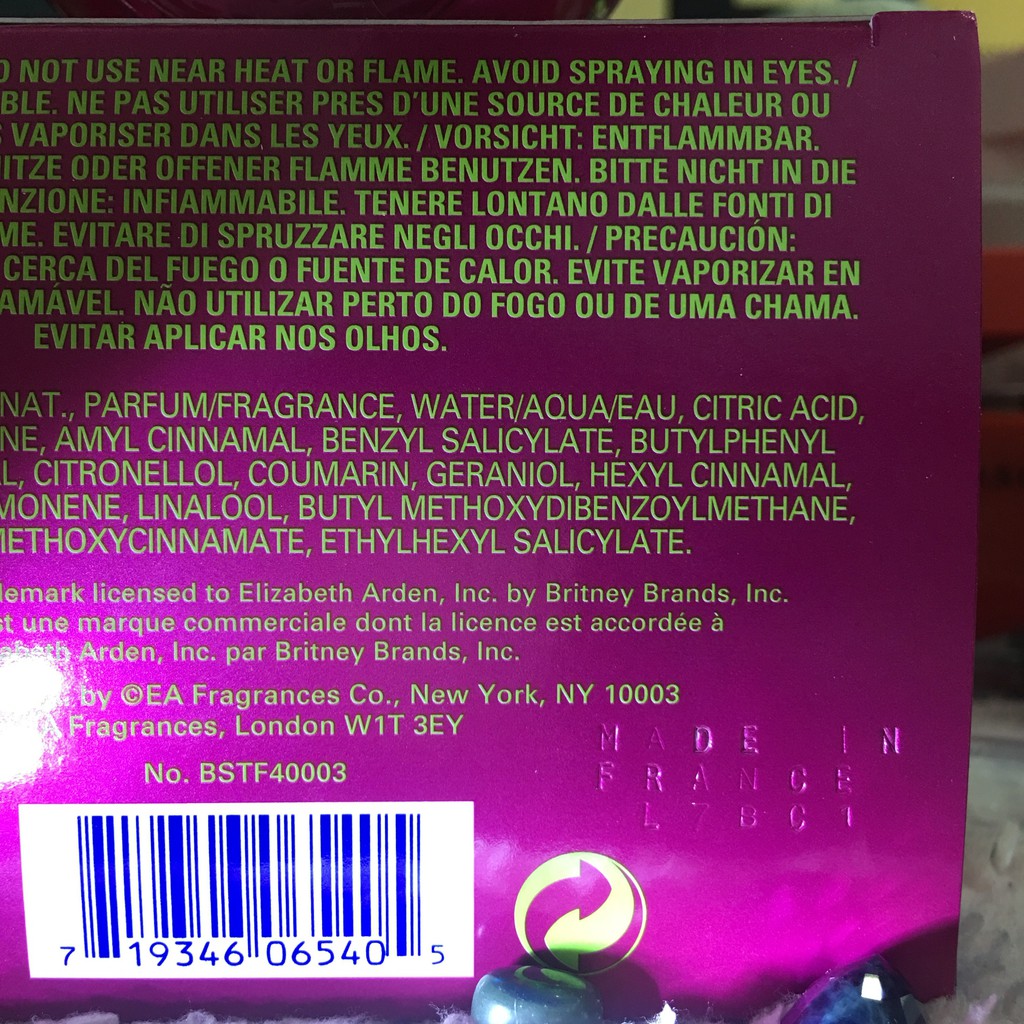 NOT USE NEAR HEAT OR FLAME. AVOID SPRAYING IN EYES. /
BLE. NE PAS UTILISER PRES D'UNE SOURCE DE CHALEUR OU
VAPORISER DANS LES YEUX. / VORSICHT: ENTFLAMMBAR.
ITZE ODER OFFENER FLAMME BENUTZEN. BITTE NICHT IN DIE
NZIONE: INFIAMMABILE. TENERE LONTANO DALLE FONTI DI
ME. EVITARE DI SPRUZZARE NEGLI OCCHI. / PRECAUCIÓN:
CERCA DEL FUEGO O FUENTE DE CALOR. EVITE VAPORIZAR EN
AMÁVEL. NÃO UTILIZAR PERTO DO FOGO OU DE UMA CHAMA.
EVITAR APLICAR NOS OLHOS.
NAT., PARFUM/FRAGRANCE, WATER/AQUA/EAU, CITRIC ACID,
NE, AMYL CINNAMAL, BENZYL SALICYLATE, BUTYLPHENYL
L, CITRONELLOL, COUMARIN, GERANIOL, HEXYL CINNAMAL,
MONENE, LINALOOL, BUTYL METHOXYDIBENZOYLMETHANE,
METHOXYCINNAMATE, ETHYLHEXYL SALICYLATE.
emark licensed to Elizabeth Arden, Inc. by Britney Brands, Inc.
st une marque commerciale dont la licence est accordée à
abeth Arden, Inc. par Britney Brands, Inc.
by ©EA Fragrances Co., New York, NY 10003
Fragrances, London W1T 3EY
No. BSTF40003
MADE IN
FRANCE
L7BC1
7 19346 06540 5